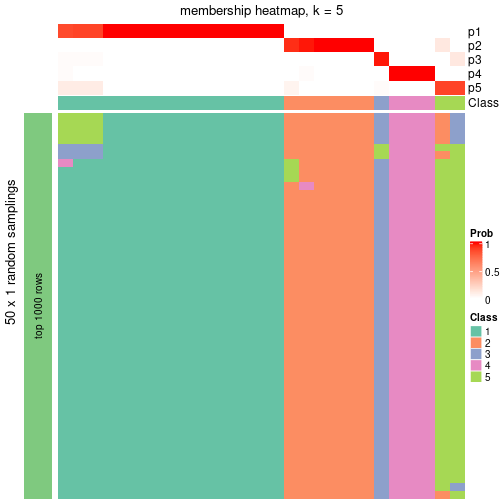 membership heatmap, k = 5
p1
p2
p3
p4
p5
Class
50 x 1 random samplings
top 1000 rows
Prob
1
0.5
0
Class
1
2
3
4
5